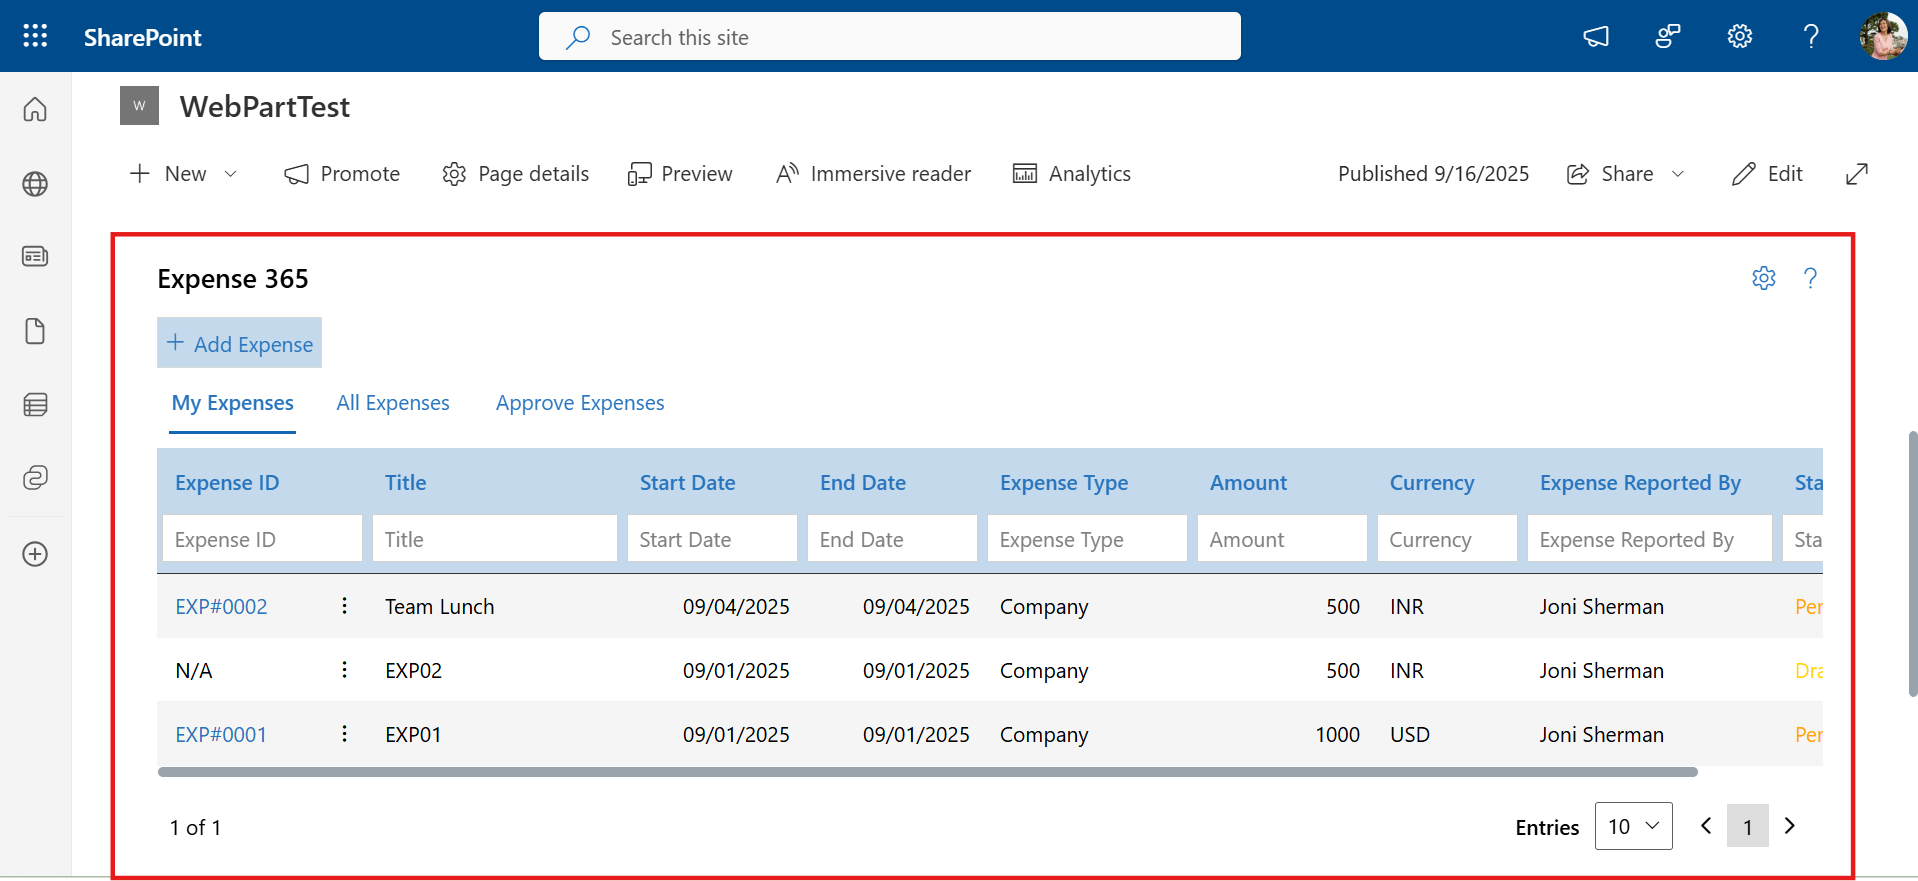 SharePoint
Search this site
W
WebPartTest
New
Promote
Page details
Preview
Immersive reader
Analytics
Published 9/16/2025
Share
Edit
Expense 365
+ Add Expense
My Expenses All Expenses Approve Expenses
Expense ID Title Start Date End Date Expense Type Amount Currency Expense Reported By Sta
Expense ID Title Start Date End Date Expense Type Amount Currency Expense Reported By Sta
EXP#0002 Team Lunch 09/04/2025 09/04/2025 Company 500 INR Joni Sherman Per
N/A EXP02 09/01/2025 09/01/2025 Company 500 INR Joni Sherman Dra
EXP#0001 EXP01 09/01/2025 09/01/2025 Company 1000 USD Joni Sherman Per
1 of 1
Entries 10 1